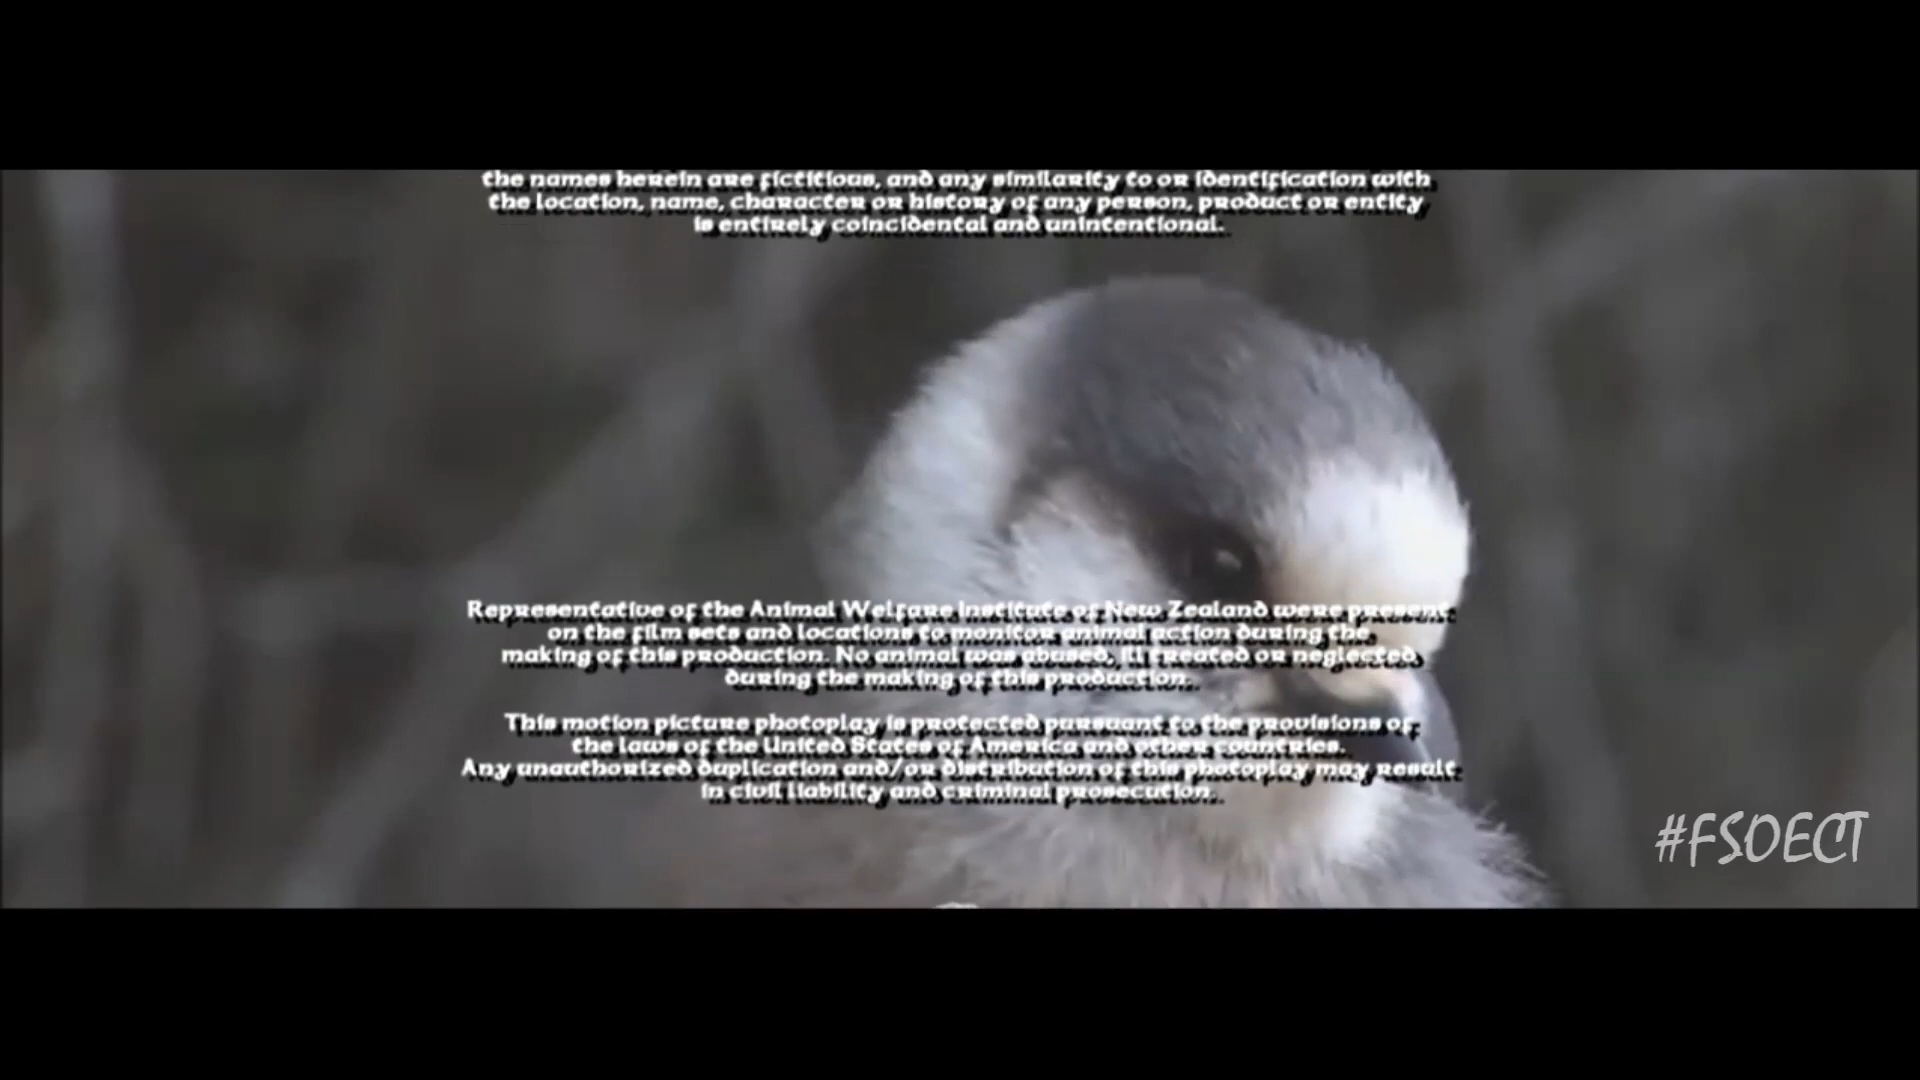 the names herein are fictitious, and any similarity to or identification with
the location, name, character or history of any person, product or entity
is entirely coincidental and unintentional.
Representative of the Animal Welfare Institute of New Zealand were present
on the film sets and locations to monitor animal action during the
making of this production. No animal was abused, ill treated or neglected
during the making of this production.
This motion picture photoplay is protected pursuant to the provisions of
the laws of the United States of America and other countries.
Any unauthorized duplication and/or distribution of this photoplay may result
in civil liability and criminal prosecution.
#FSOECT